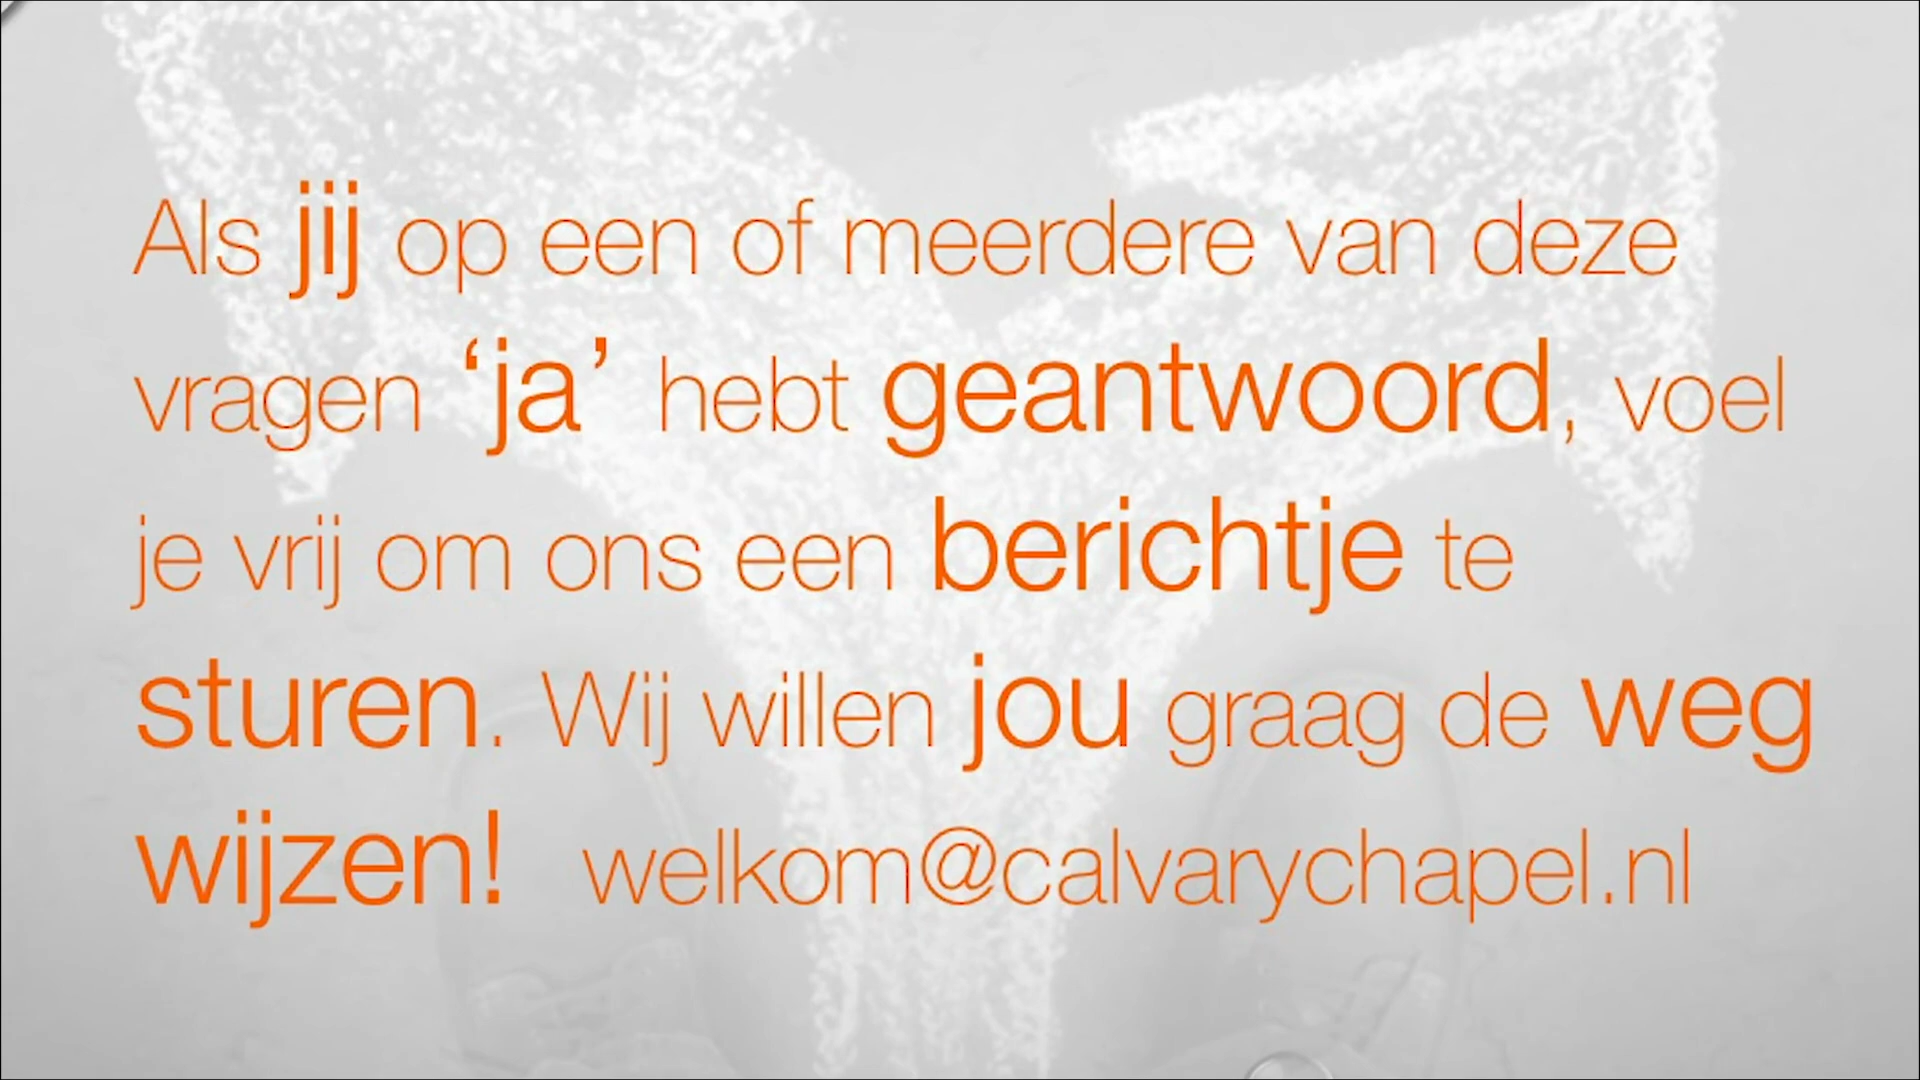 Als jij op een of meerdere van deze
vragen ‘ja’ hebt geantwoord, voel
je vrij om ons een berichtje te
sturen. Wij willen jou graag de weg
wijzen! welkom@calvarychapel.nl